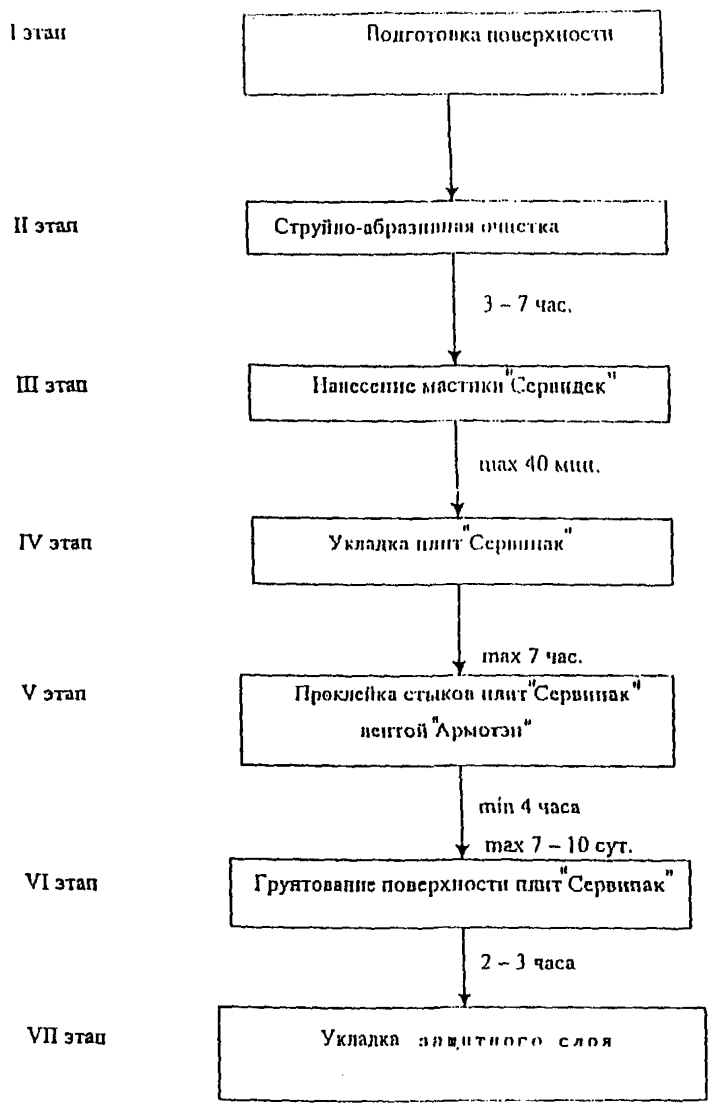 I этап
Подготовка поверхности
II этап
Струйно-абразивная очистка
3 – 7 час.
III этап
Нанесение мастики "Сервидек"
max 40 мин.
IV этап
Укладка плит "Сервипак"
max 7 час.
V этап
Проклейка стыков плит "Сервипак"
лентой "Армотэп"
min 4 часа
max 7 – 10 сут.
VI этап
Грунтование поверхности плит "Сервипак"
2 – 3 часа
VII этап
Укладка защитного слоя